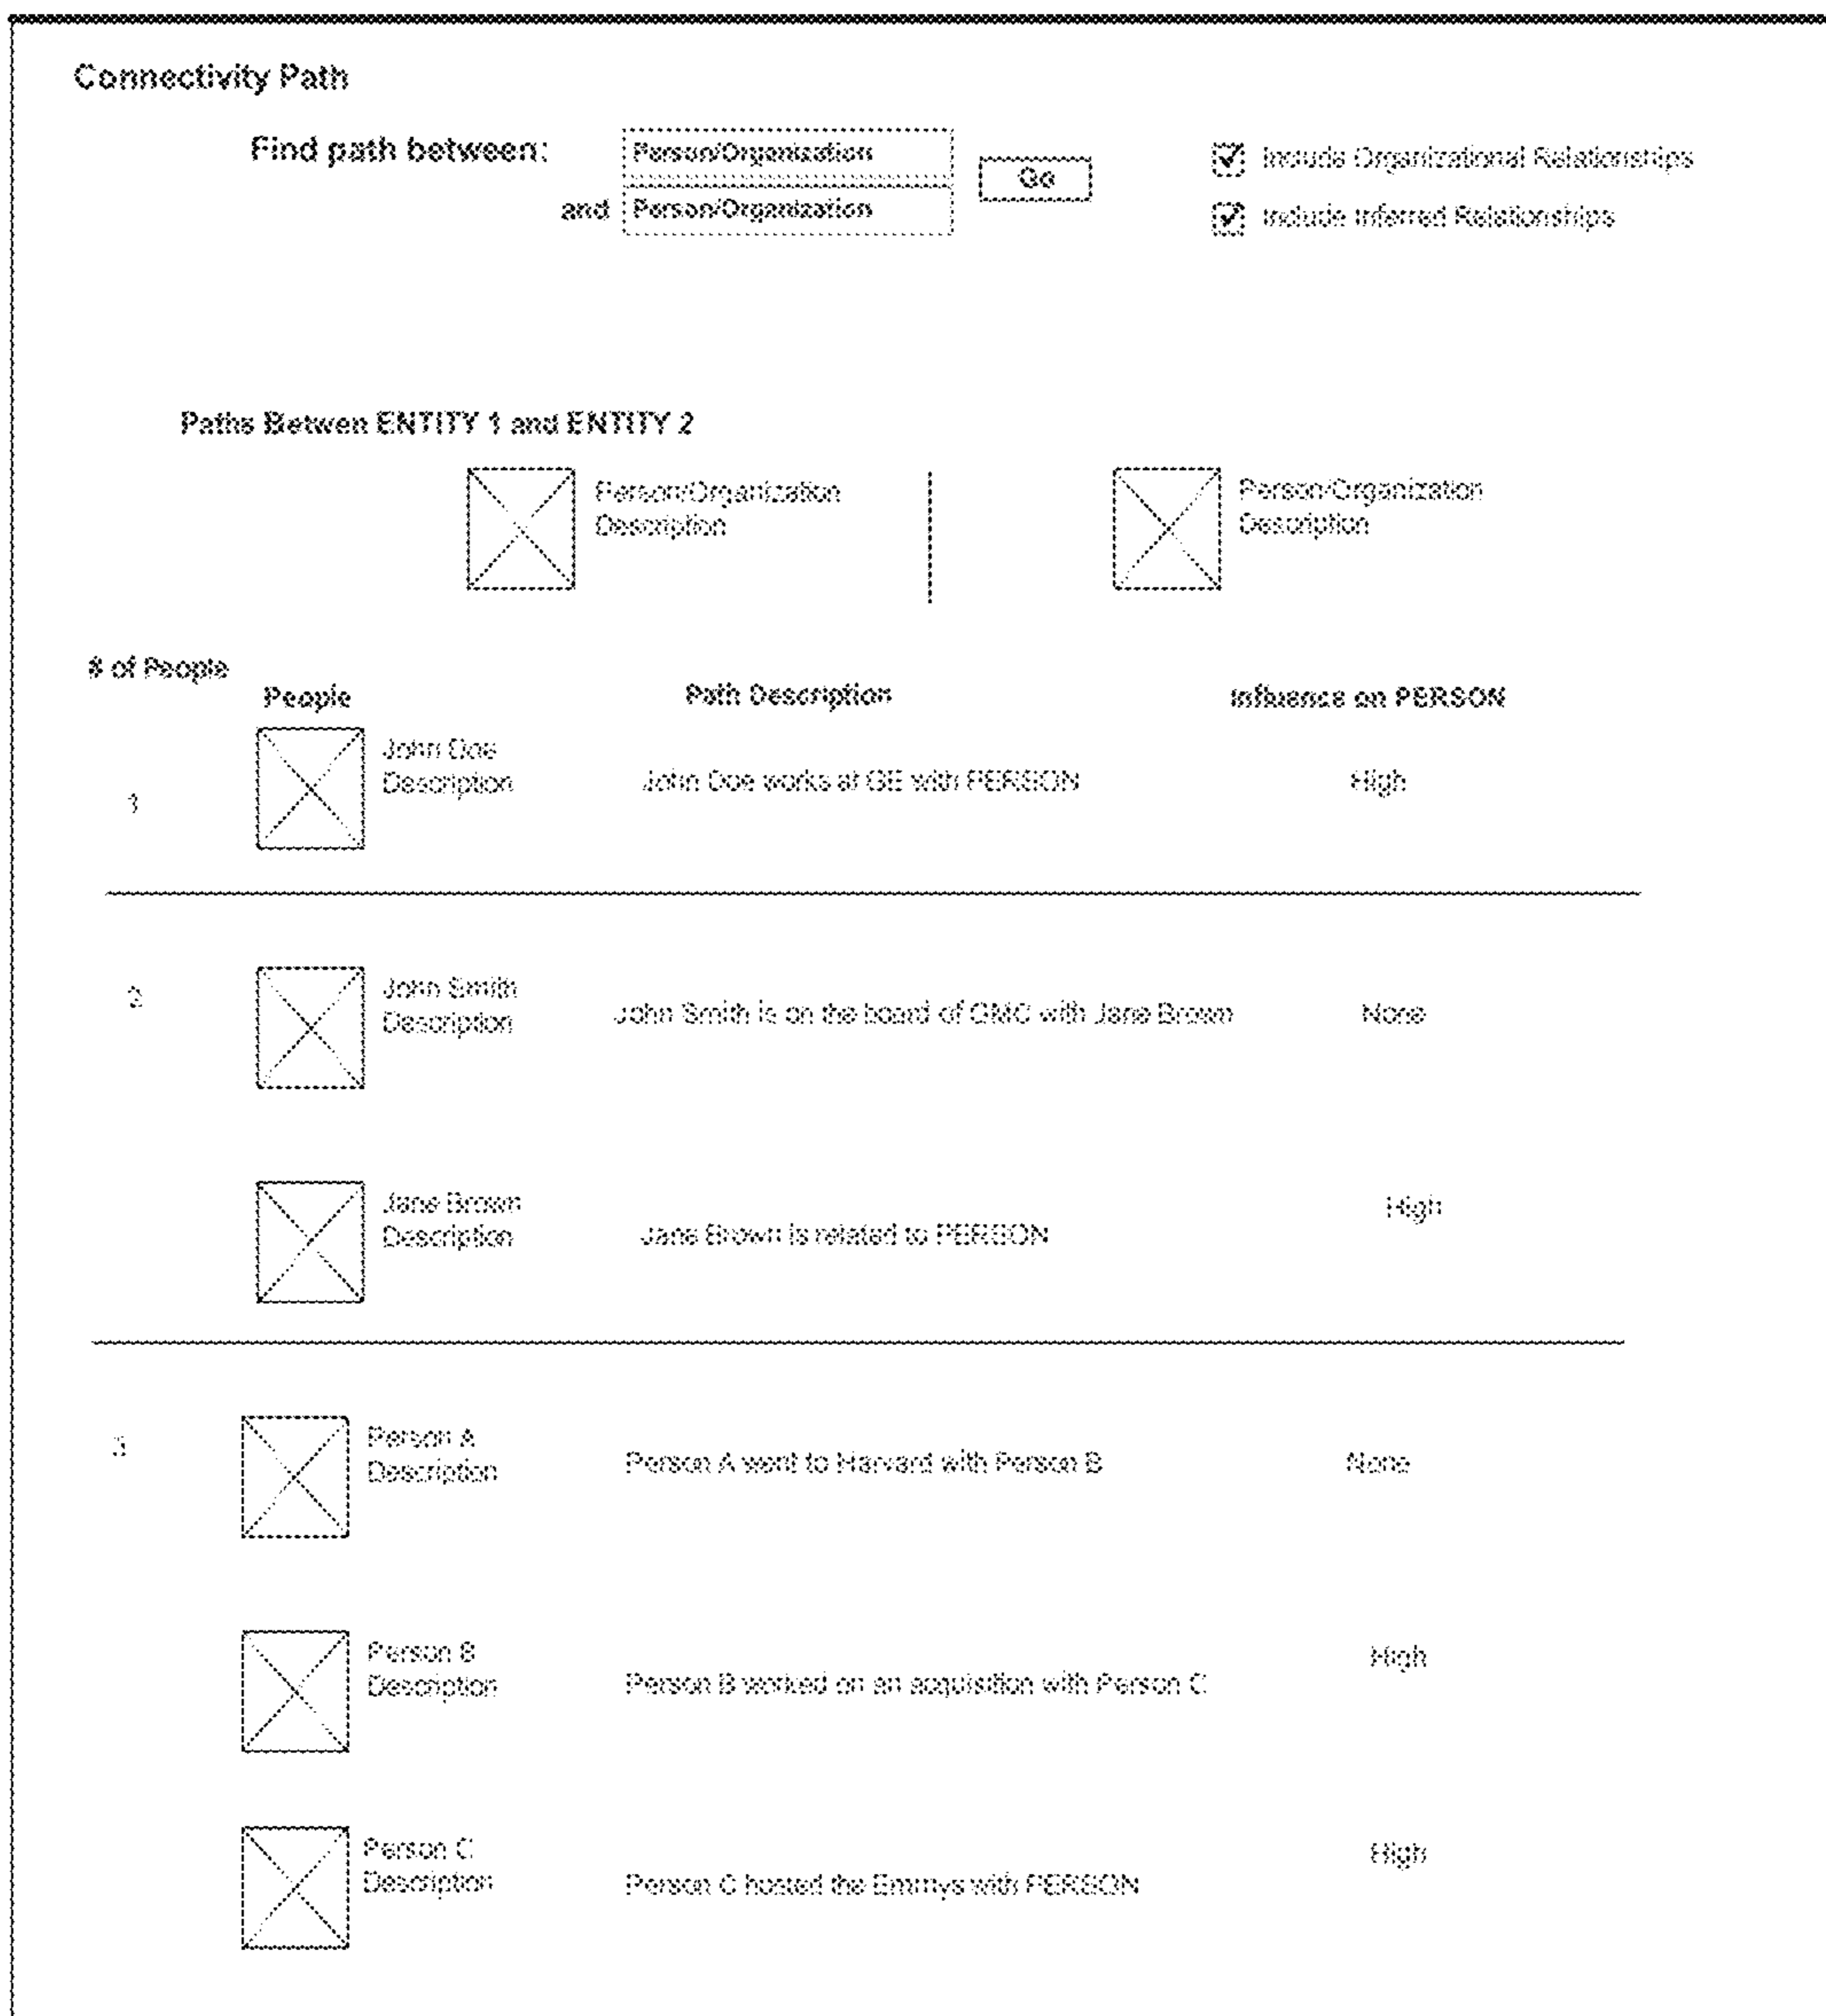 Connectivity Path
Find path between:
Person/Organization
and
Person/Organization
Go
Include Organizational Relationships
Include Inferred Relationships
Paths Betwen ENTITY 1 and ENTITY 2
Person/Organization
Description
Person/Organization
Description
# of People
People
Path Description
Influence on PERSON
1
John Doe
Description
John Doe works at GE with PERSON
High
2
John Smith
Description
John Smith is on the board of GMC with Jane Brown
None
Jane Brown
Description
Jane Brown is related to PERSON
High
3
Person A
Description
Person A went to Harvard with Person B
None
Person B
Description
Person B worked on an acquisition with Person C
High
Person C
Description
Person C hosted the Emmys with PERSON
High